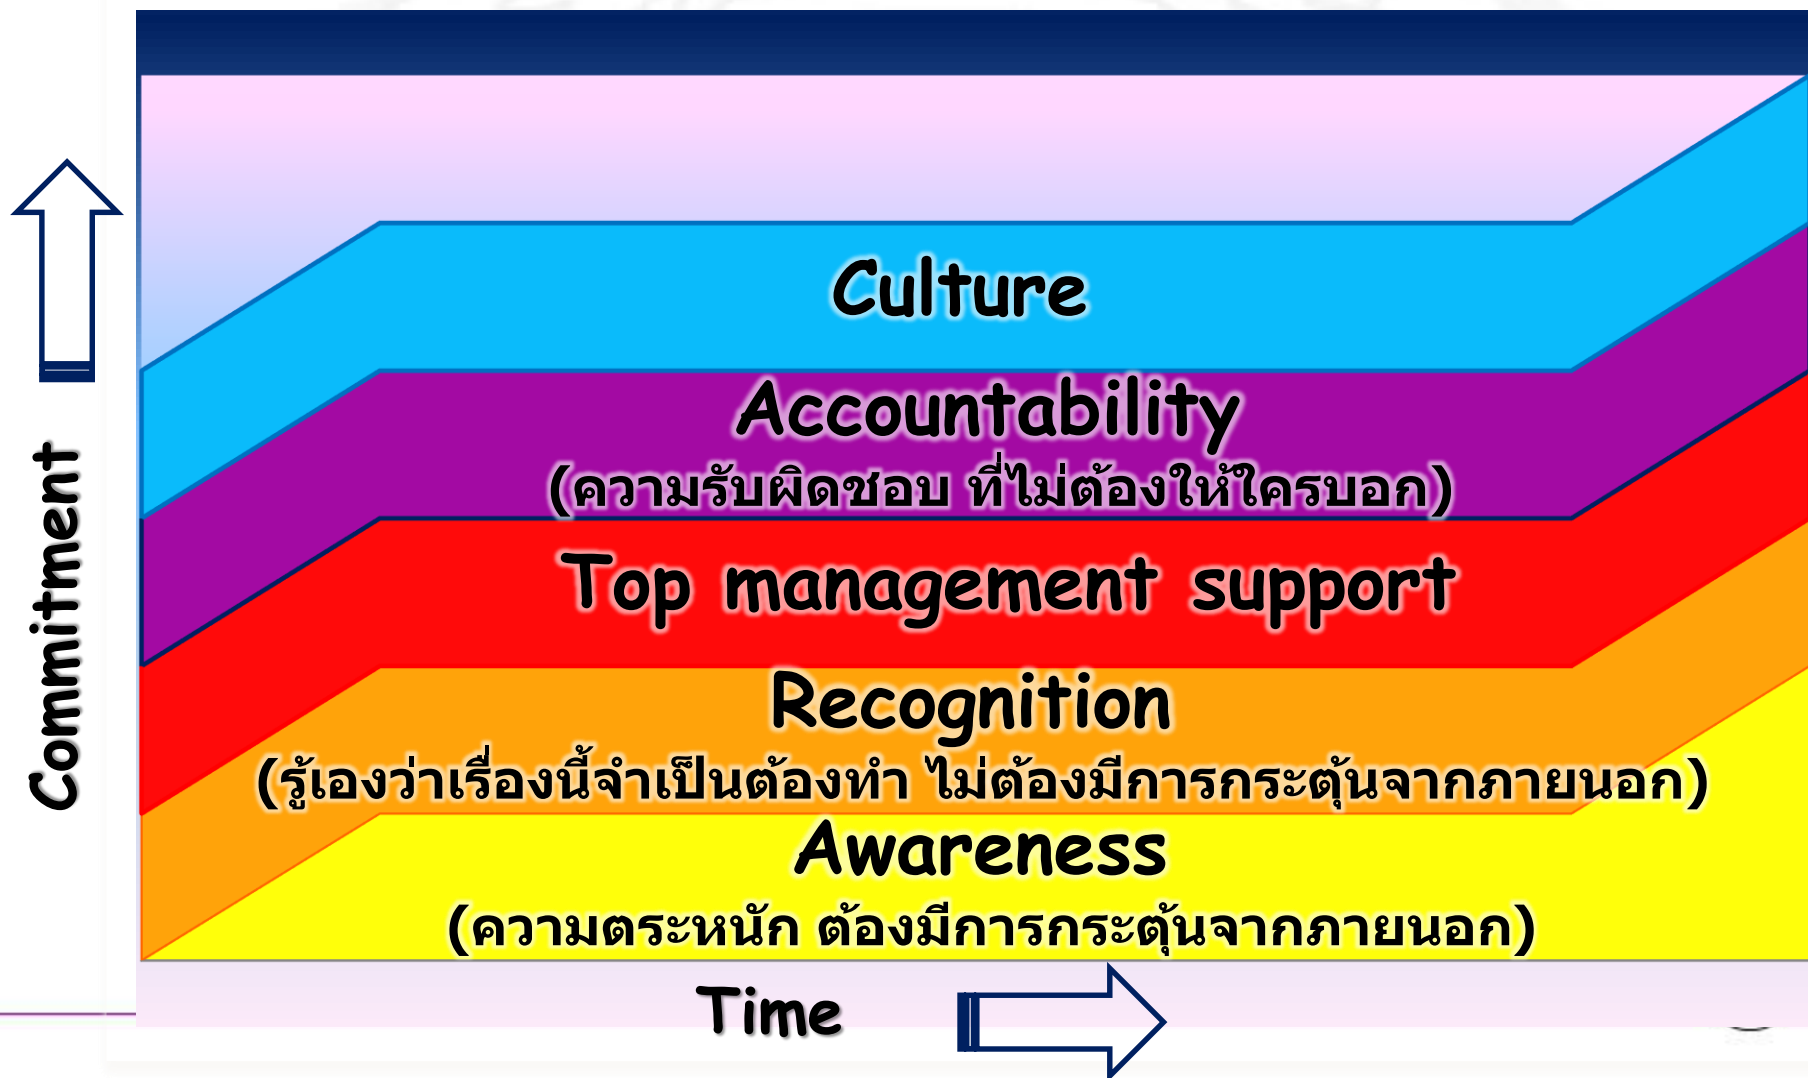 Culture
Accountability
(ความรับผิดชอบ ที่ไม่ต้องให้ใครบอก)
Top management support
Recognition
(รู้เองว่าเรื่องนี้จำเป็นต้องทำ ไม่ต้องมีการกระตุ้นจากภายนอก)
Awareness
(ความตระหนัก ต้องมีการกระตุ้นจากภายนอก)
Commitment
Time